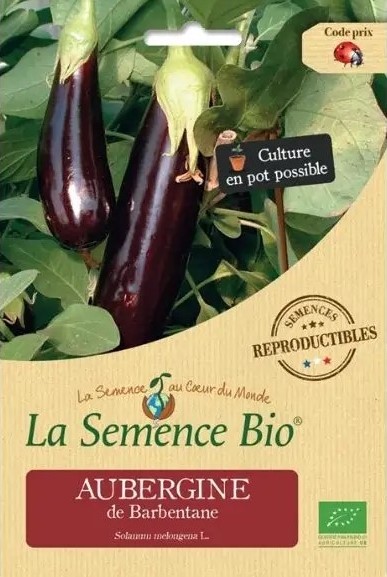 Code prix
Culture
en pot possible
SEMENCES
REPRODUCTIBLES
La Semence au Cœur du Monde
La Semence Bio®
AUBERGINE
de Barbentane
Solanum melongena L.